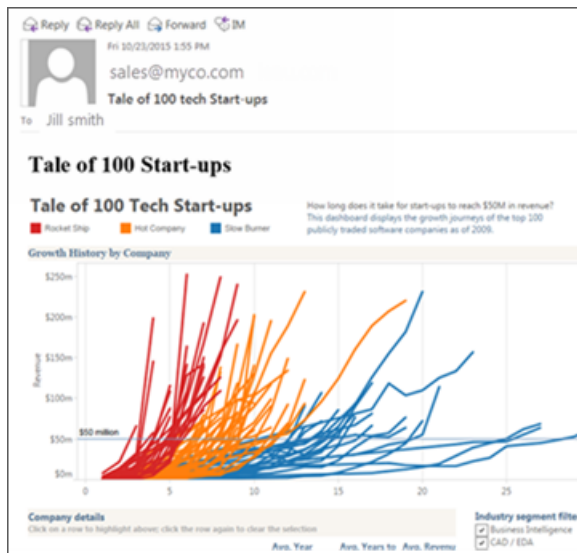 Reply Reply All Forward IM
Fri 10/23/2015 1:55 PM
sales@myco.com
Tale of 100 tech Start-ups
To Jill smith
Tale of 100 Start-ups
Tale of 100 Tech Start-ups
How long does it take for start-ups to reach $50M in revenue?
This dashboard displays the growth journeys of the top 100
publicly traded software companies as of 2009.
Rocket Ship Hot Company Slow Burner
Growth History by Company
$250m
$200m
$150m
Revenue
$100m
$50 million
$50m
$0m
0 5 10 15 20 25
Company details
Click on a row to highlight above; click the row again to clear the selection
Industry segment filte
Business Intelligence
CAD / EDA
Avg. Year Avg. Years to Avg. Revenu